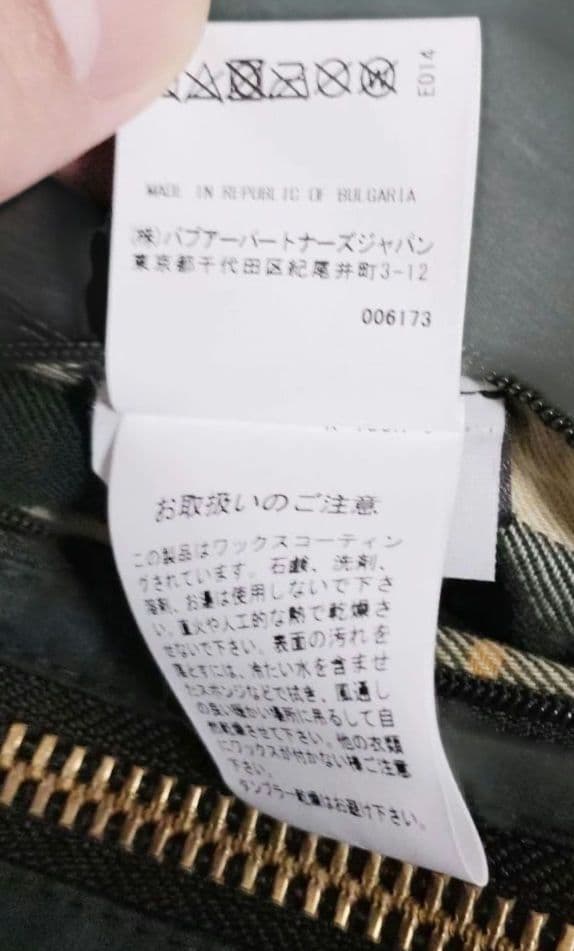 E014
MADE IN REPUBLIC OF BULGARIA
(株)バブアーパートナーズジャパン
東京都千代田区紀尾井町3-12
006173
お取扱いのご注意
この製品はワックスコーティン
グされています。石鹸、洗剤、
溶剤、お湯は使用しないで下さ
い。直火や人工的な熱で乾燥さ
せないで下さい。表面の汚れを
落とすには、冷たい水を含ませ
たスポンジなどで拭き、風通し
の良い暖かい場所に吊るして自
然乾燥させて下さい。他の衣類
にワックスが付かない様ご注意
下さい。
タンブラー乾燥はお避け下さい。